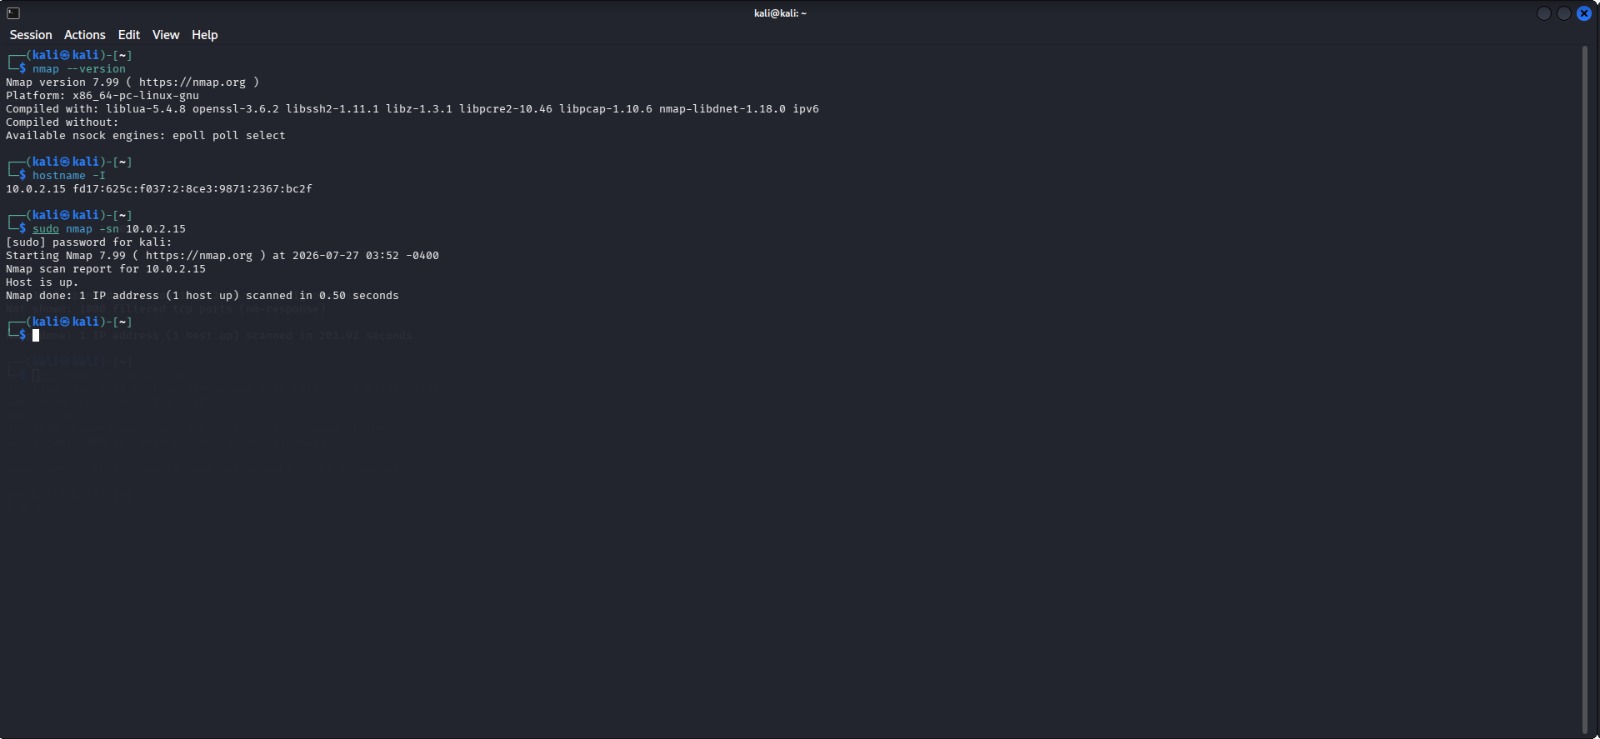 kali@kali: ~
Session Actions Edit View Help
┌──(kali㉿kali)-[~]
└─$ nmap --version
Nmap version 7.99 ( https://nmap.org )
Platform: x86_64-pc-linux-gnu
Compiled with: liblua-5.4.8 openssl-3.6.2 libssh2-1.11.1 libz-1.3.1 libpcre2-10.46 libpcap-1.10.6 nmap-libdnet-1.18.0 ipv6
Compiled without:
Available nsock engines: epoll poll select
┌──(kali㉿kali)-[~]
└─$ hostname -I
10.0.2.15 fd17:625c:f037:2:8ce3:9871:2367:bc2f
┌──(kali㉿kali)-[~]
└─$ sudo nmap -sn 10.0.2.15
[sudo] password for kali:
Starting Nmap 7.99 ( https://nmap.org ) at 2026-07-27 03:52 -0400
Nmap scan report for 10.0.2.15
Host is up.
Nmap done: 1 IP address (1 host up) scanned in 0.50 seconds
┌──(kali㉿kali)-[~]
└─$